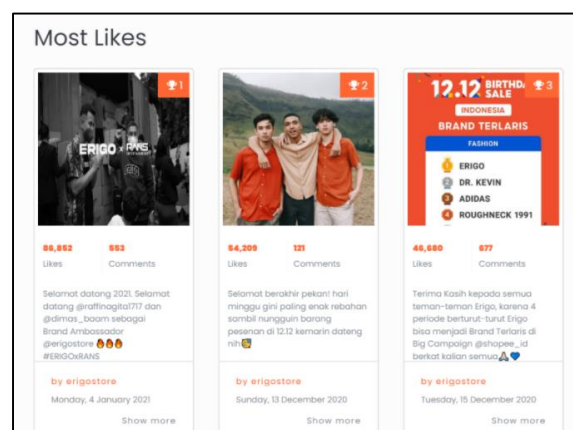 Most Likes
1
ERIGO x RANS
86,852
553
Likes
Comments
Selamat datang 2021. Selamat
datang @raffinagita1717 dan
@dimas_baam sebagai
Brand Ambassador
@erigostore 🔥🔥🔥
#ERIGOxRANS
by erigostore
Monday, 4 January 2021
Show more
2
54,209
121
Likes
Comments
Selamat berakhir pekan! hari
minggu gini paling enak rebahan
sambil nungguin barang
pesenan di 12.12 kemarin dateng
nih
by erigostore
Sunday, 13 December 2020
Show more
3
12.12 BIRTHD
SALE
INDONESIA
BRAND TERLARIS
FASHION
1 ERIGO
2 DR. KEVIN
3 ADIDAS
4 ROUGHNECK 1991
46,680
677
Likes
Comments
Terima Kasih kepada semua
teman-teman Erigo, karena 4
periode berturut-turut Erigo
bisa menjadi Brand Terlaris di
Big Campaign @shopee_id
berkat kalian semua🙏💙
by erigostore
Tuesday, 15 December 2020
Show more